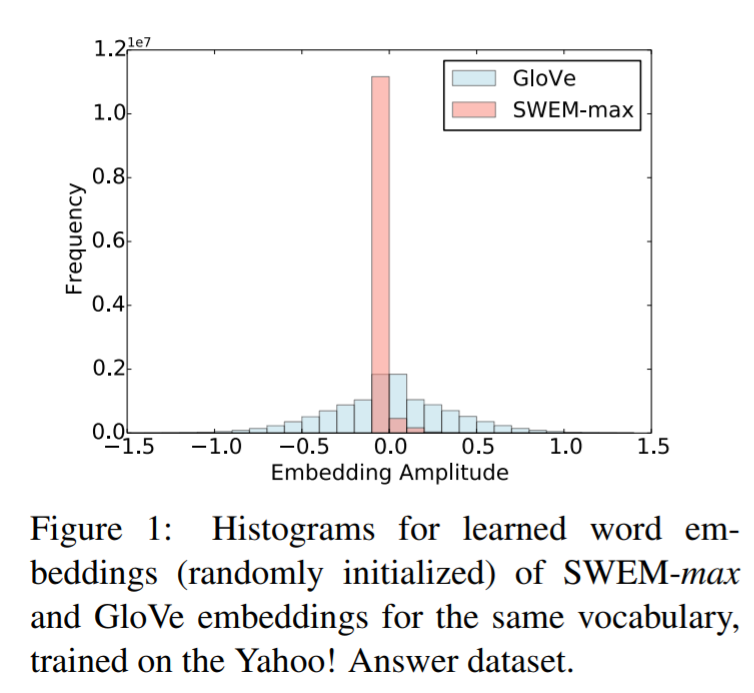 1e7
1.2
1.0
0.8
0.6
0.4
0.2
0.0
Frequency
GloVe
SWEM-max
−1.5 −1.0 −0.5 0.0 0.5 1.0 1.5
Embedding Amplitude
Figure 1: Histograms for learned word em-
beddings (randomly initialized) of SWEM-max
and GloVe embeddings for the same vocabulary,
trained on the Yahoo! Answer dataset.